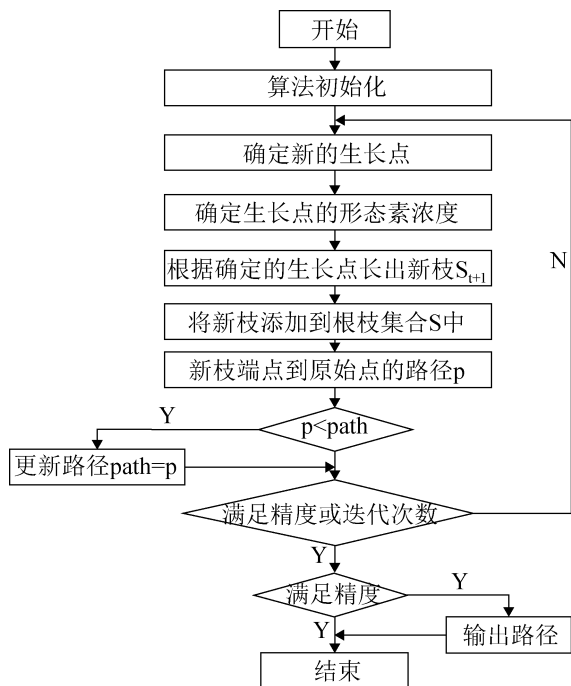 开始
算法初始化
确定新的生长点
确定生长点的形态素浓度
N
根据确定的生长点长出新枝S_{t+1}
将新枝添加到根枝集合S中
新枝端点到原始点的路径p
Y
p<path
更新路径path=p
满足精度或迭代次数
Y
满足精度
Y
Y
输出路径
结束